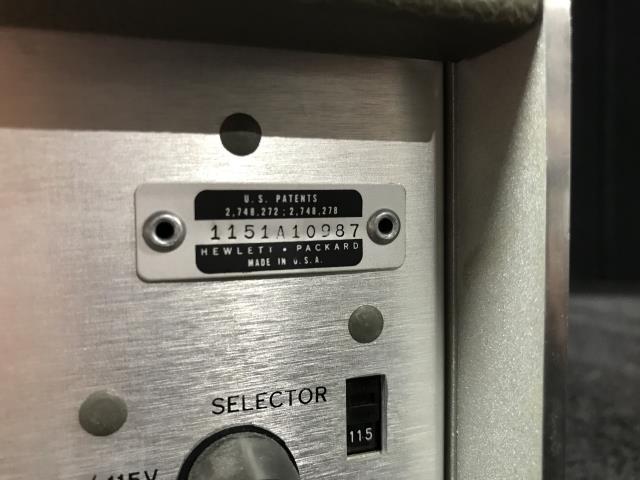 U.S. PATENTS
2,748,272; 2,748,278
1151A10987
HEWLETT • PACKARD
MADE IN U.S.A.
SELECTOR
115
115V